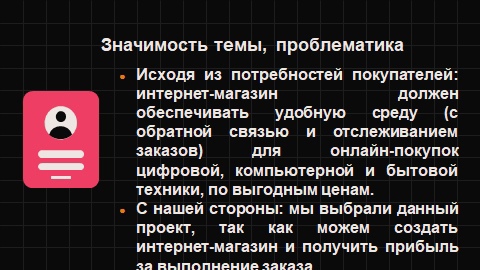 Значимость темы, проблематика
Исходя из потребностей покупателей:
интернет-магазин должен
обеспечивать удобную среду (с
обратной связью и отслеживанием
заказов) для онлайн-покупок
цифровой, компьютерной и бытовой
техники, по выгодным ценам.
С нашей стороны: мы выбрали данный
проект, так как можем создать
интернет-магазин и получить прибыль
за выполнение заказа.